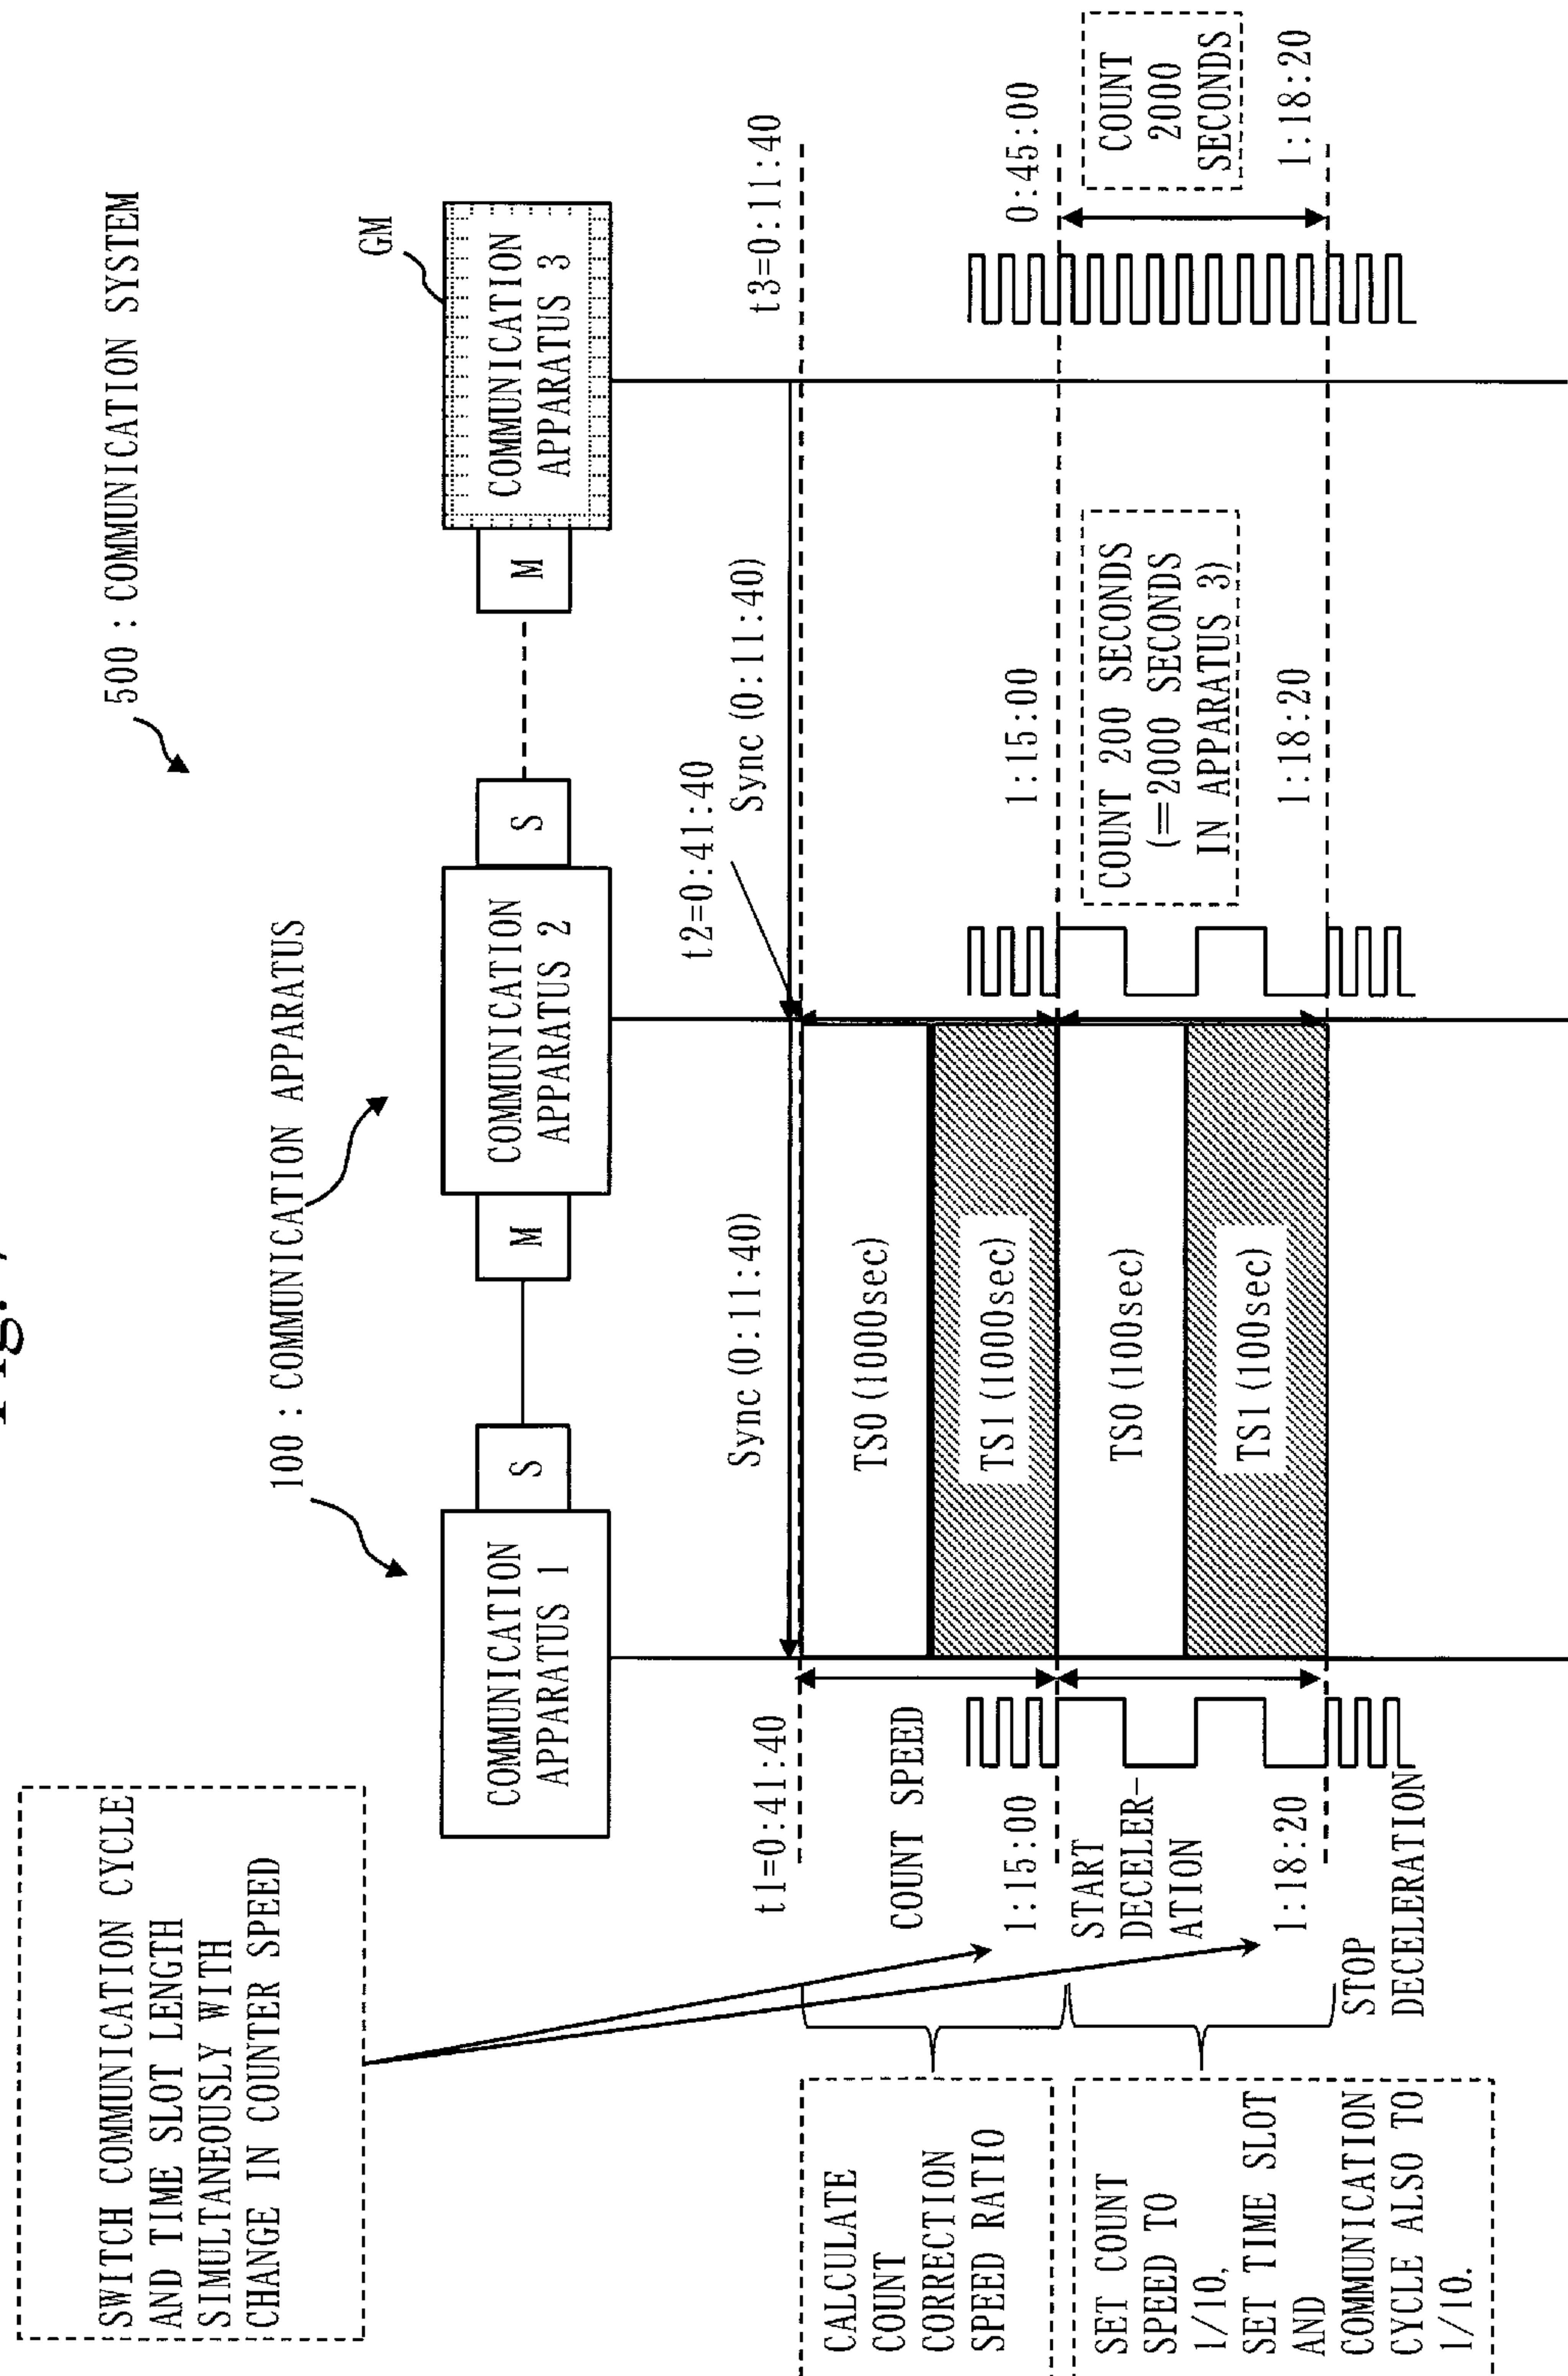 Fig. 7
500 : COMMUNICATION SYSTEM
100 : COMMUNICATION APPARATUS
SWITCH COMMUNICATION CYCLE
AND TIME SLOT LENGTH
SIMULTANEOUSLY WITH
CHANGE IN COUNTER SPEED
COMMUNICATION
APPARATUS 1
S
M
COMMUNICATION
APPARATUS 2
S
M
COMMUNICATION
APPARATUS 3
GM
t1=0:41:40
Sync (0:11:40)
t2=0:41:40
Sync (0:11:40)
t3=0:11:40
CALCULATE
COUNT
CORRECTION
SPEED RATIO
COUNT SPEED
TS0 (1000sec)
TS1 (1000sec)
1:15:00
1:15:00
0:45:00
SET COUNT
SPEED TO
1/10,
SET TIME SLOT
AND
COMMUNICATION
CYCLE ALSO TO
1/10.
START
DECELER-
ATION
TS0 (100sec)
TS1 (100sec)
COUNT 200 SECONDS
(=2000 SECONDS
IN APPARATUS 3)
COUNT
2000
SECONDS
1:18:20
1:18:20
1:18:20
STOP
DECELERATION